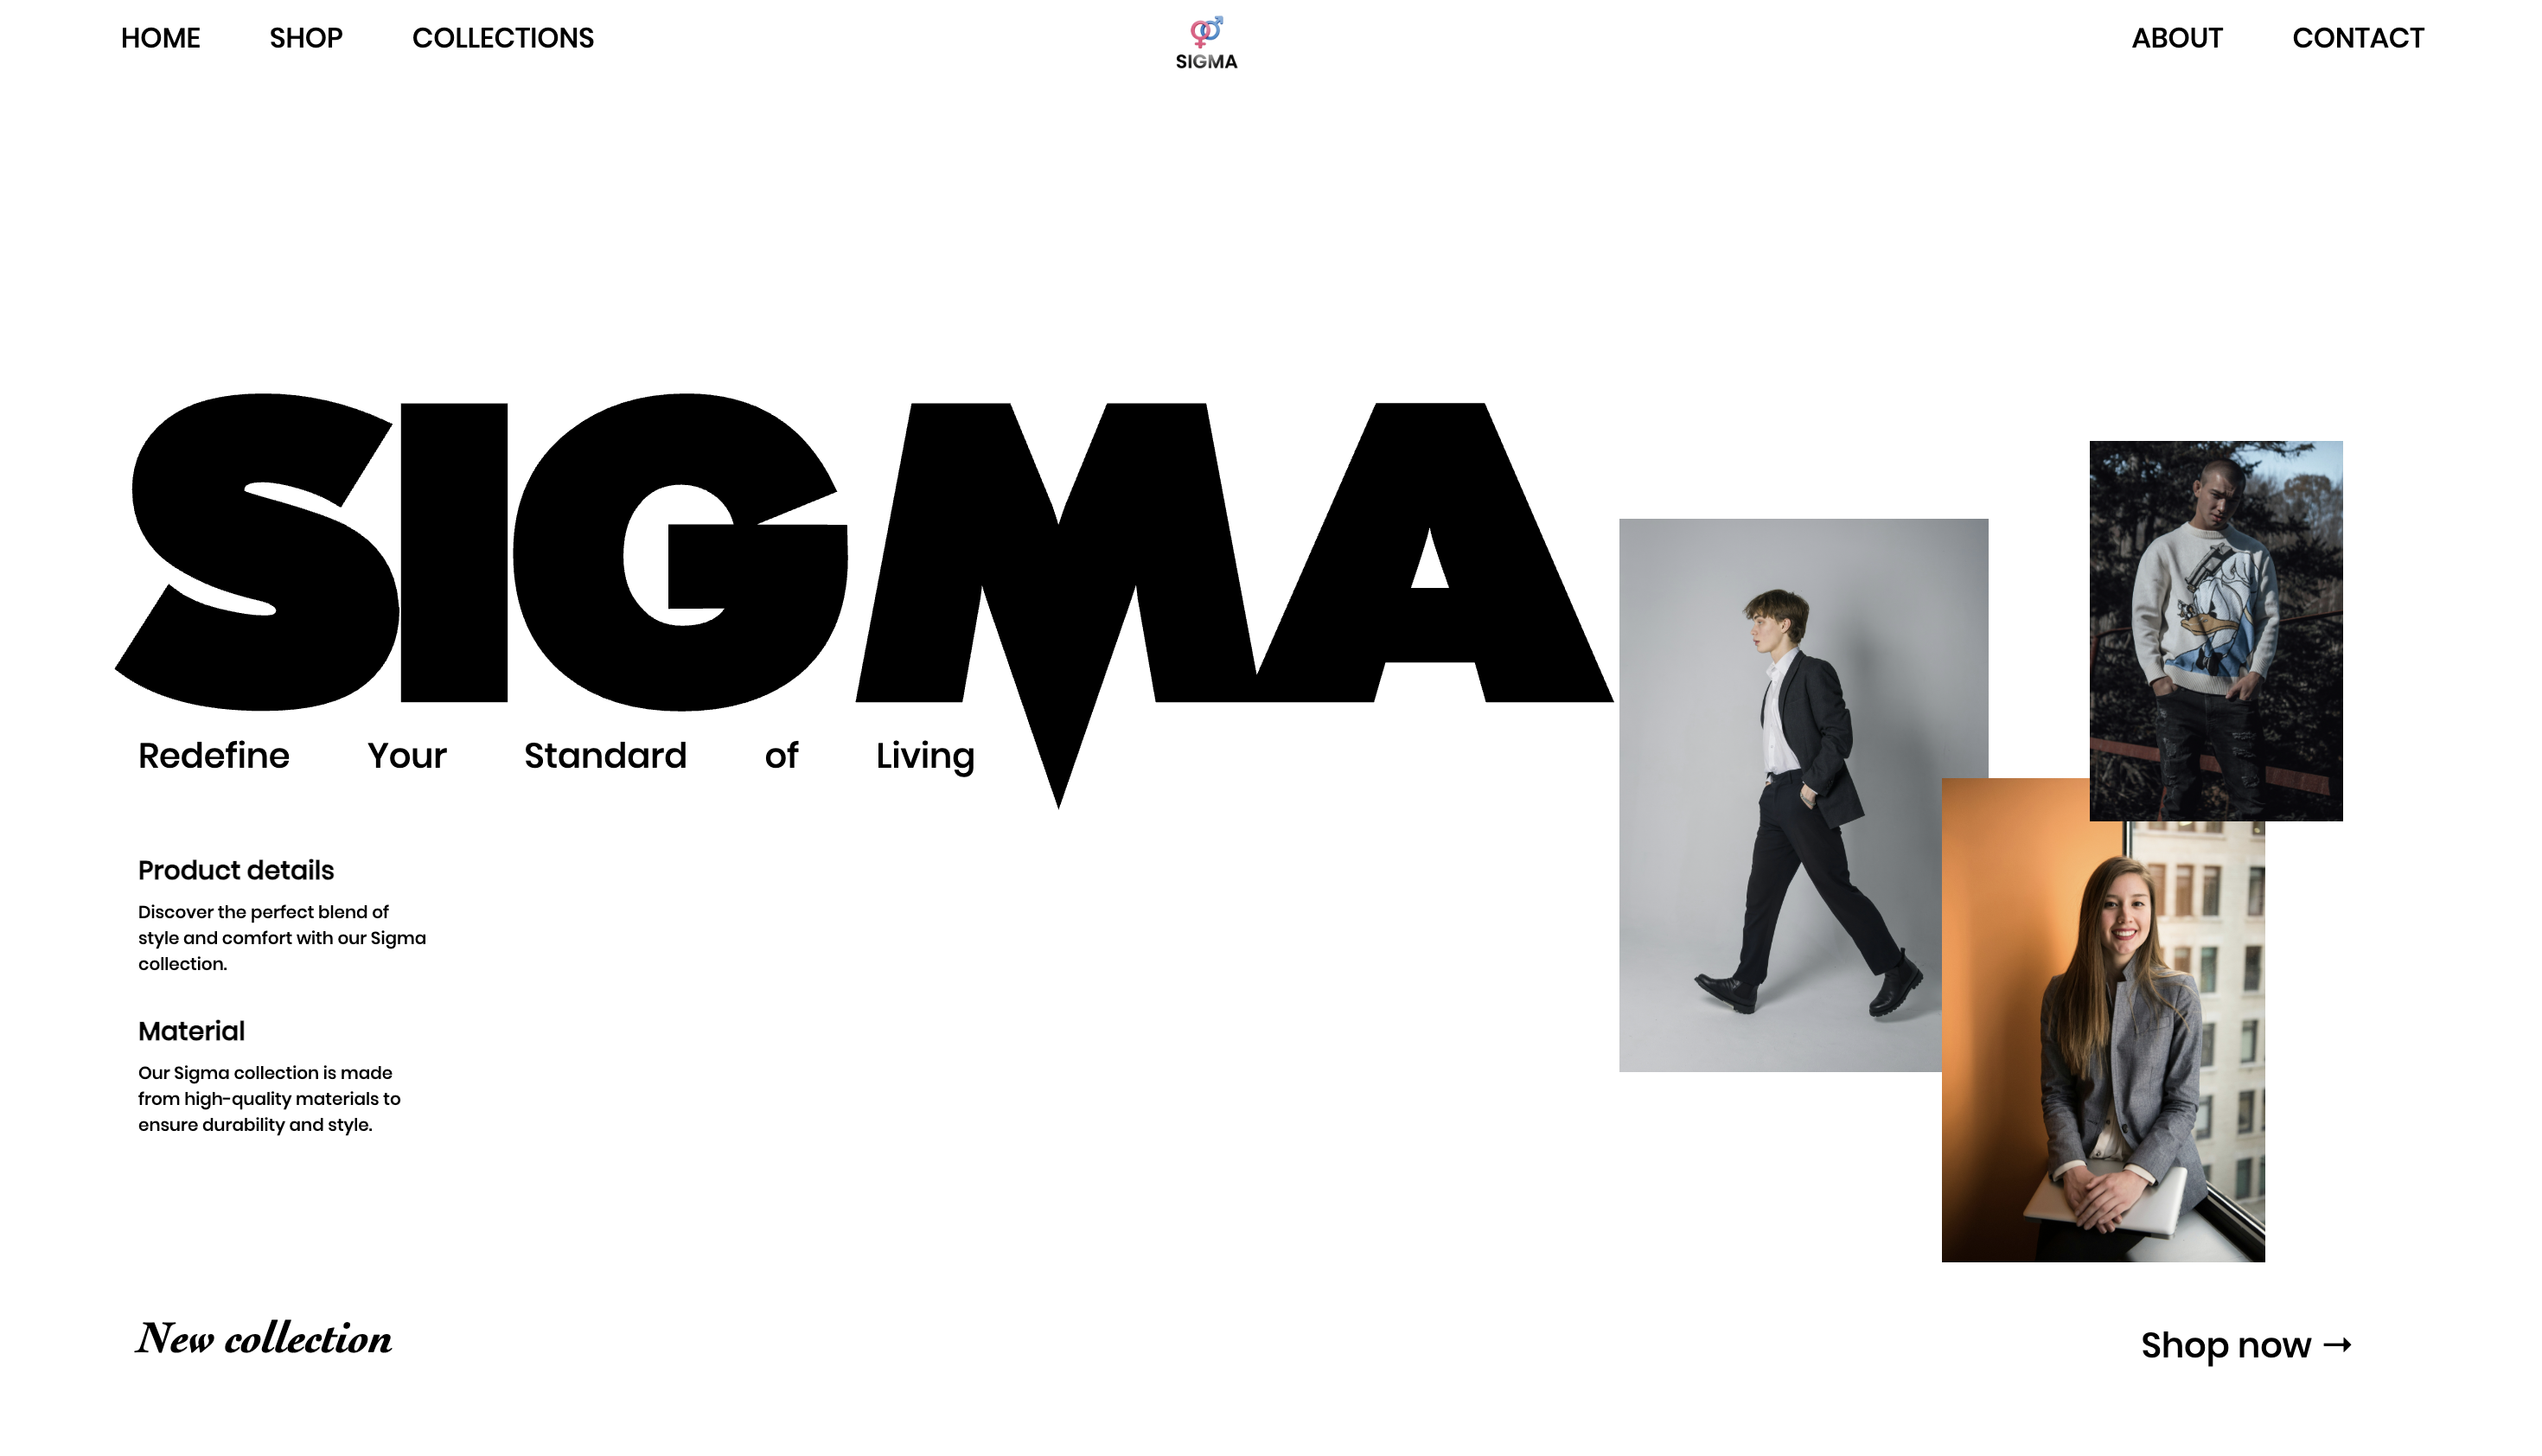 HOME SHOP COLLECTIONS SIGMA ABOUT CONTACT
SIGMA
Redefine Your Standard of Living
Product details
Discover the perfect blend of
style and comfort with our Sigma
collection.
Material
Our Sigma collection is made
from high-quality materials to
ensure durability and style.
New collection
Shop now →